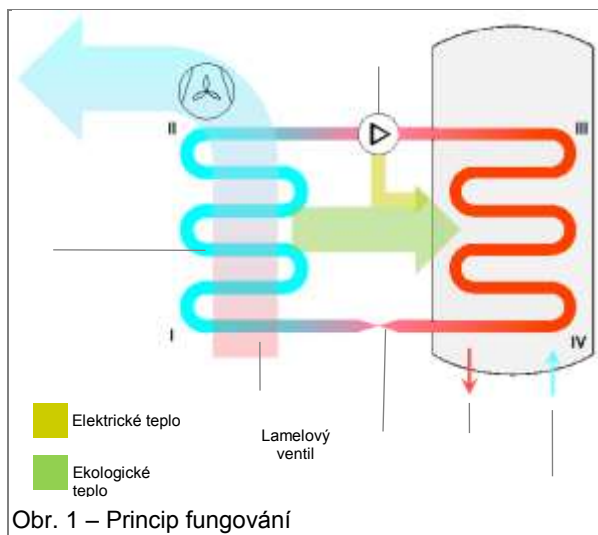 II
III
I
IV
Elektrické teplo
Lamelový
ventil
Ekologické
teplo
Obr. 1 – Princip fungování